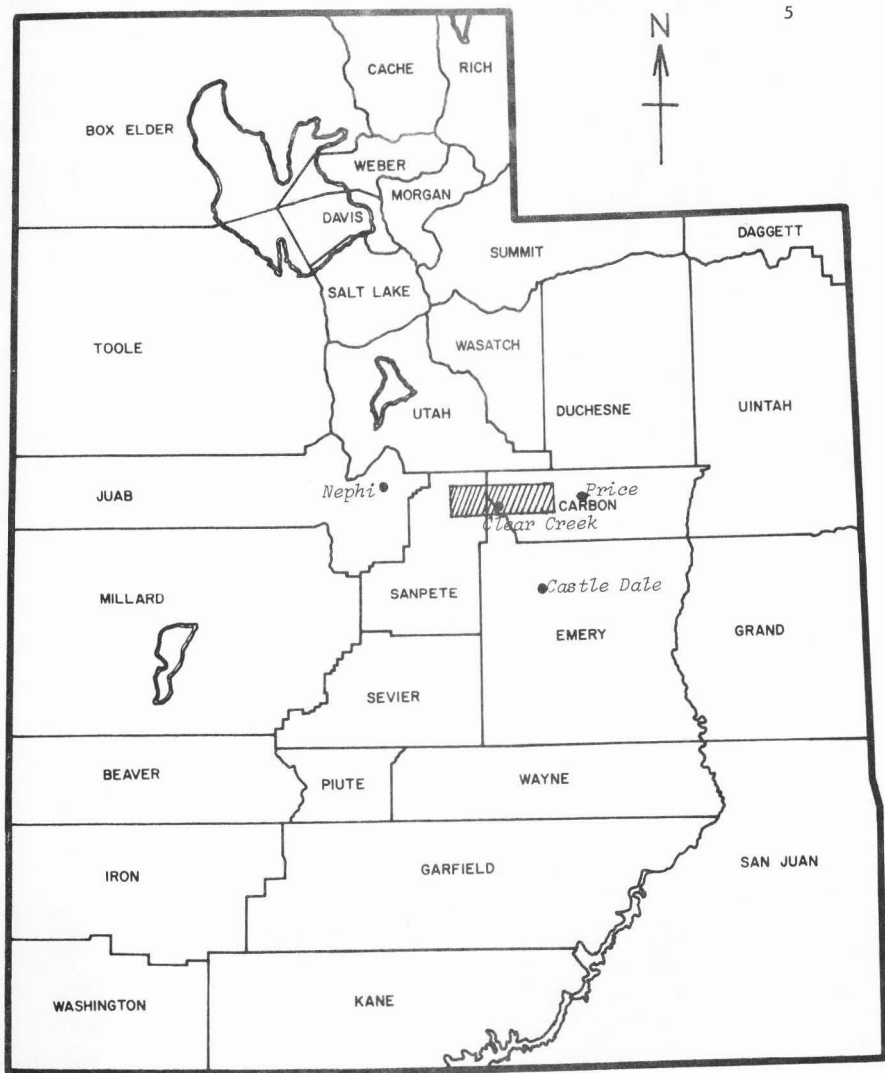 5
N
CACHE
RICH
BOX ELDER
WEBER
MORGAN
DAVIS
DAGGETT
SUMMIT
SALT LAKE
TOOLE
WASATCH
UTAH
DUCHESNE
UINTAH
JUAB
Nephi
Price
CARBON
Clear Creek
Castle Dale
MILLARD
SANPETE
EMERY
GRAND
SEVIER
BEAVER
PIUTE
WAYNE
IRON
GARFIELD
SAN JUAN
WASHINGTON
KANE